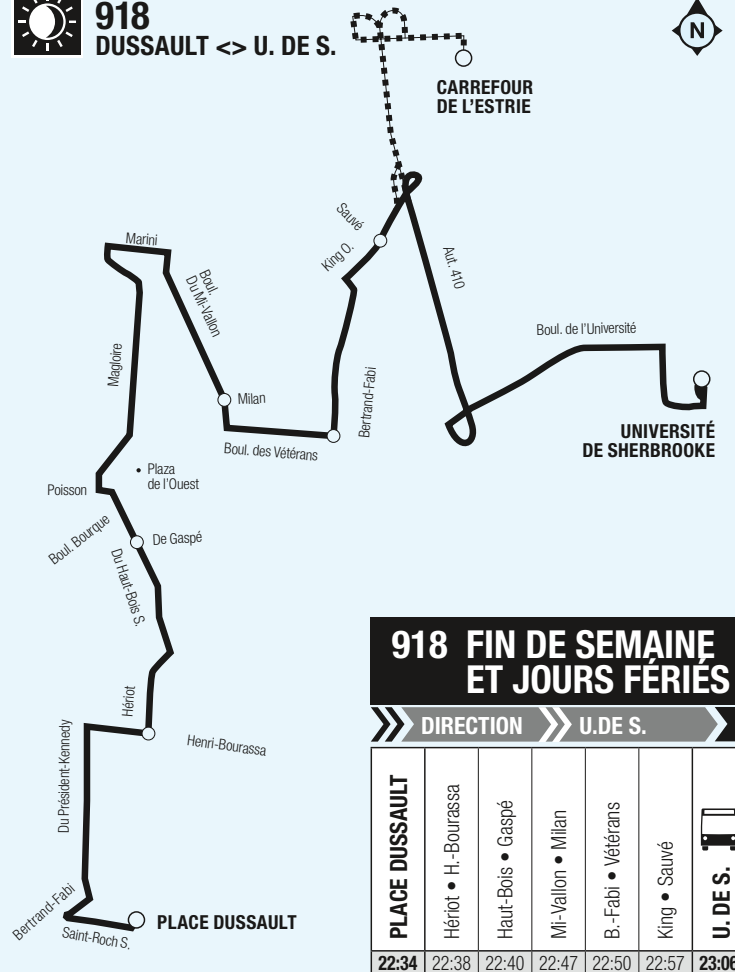 918
DUSSAULT <> U. DE S.
N
CARREFOUR
DE L'ESTRIE
Sauvé
King O.
Aut. 410
Marini
Boul.
Du Mi-Vallon
Boul. de l'Université
Magloire
Milan
Bertrand-Fabi
Boul. des Vétérans
UNIVERSITÉ
DE SHERBROOKE
• Plaza
de l'Ouest
Poisson
Boul. Bourque
De Gaspé
Du Haut-Bois S.
Hériot
Henri-Bourassa
Du Président-Kennedy
Bertrand-Fabi
Saint-Roch S.
PLACE DUSSAULT
918 FIN DE SEMAINE
ET JOURS FÉRIÉS
DIRECTION U.DE S.
PLACE DUSSAULT
Hériot • H.-Bourassa
Haut-Bois • Gaspé
Mi-Vallon • Milan
B.-Fabi • Vétérans
King • Sauvé
U. DE S.
22:34 22:38 22:40 22:47 22:50 22:57 23:06